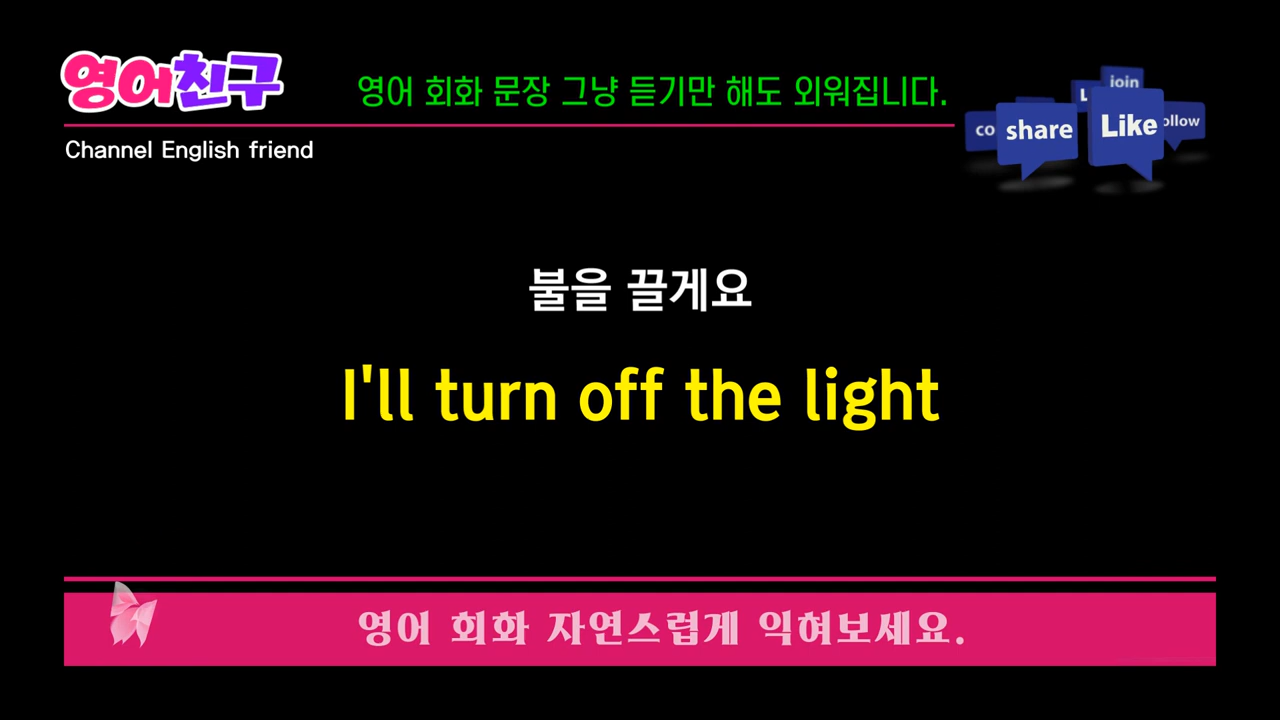 영어친구
영어 회화 문장 그냥 듣기만 해도 외워집니다.
Channel English friend
join
share
Like
불을 끌게요
I'll turn off the light
영어 회화 자연스럽게 익혀보세요.